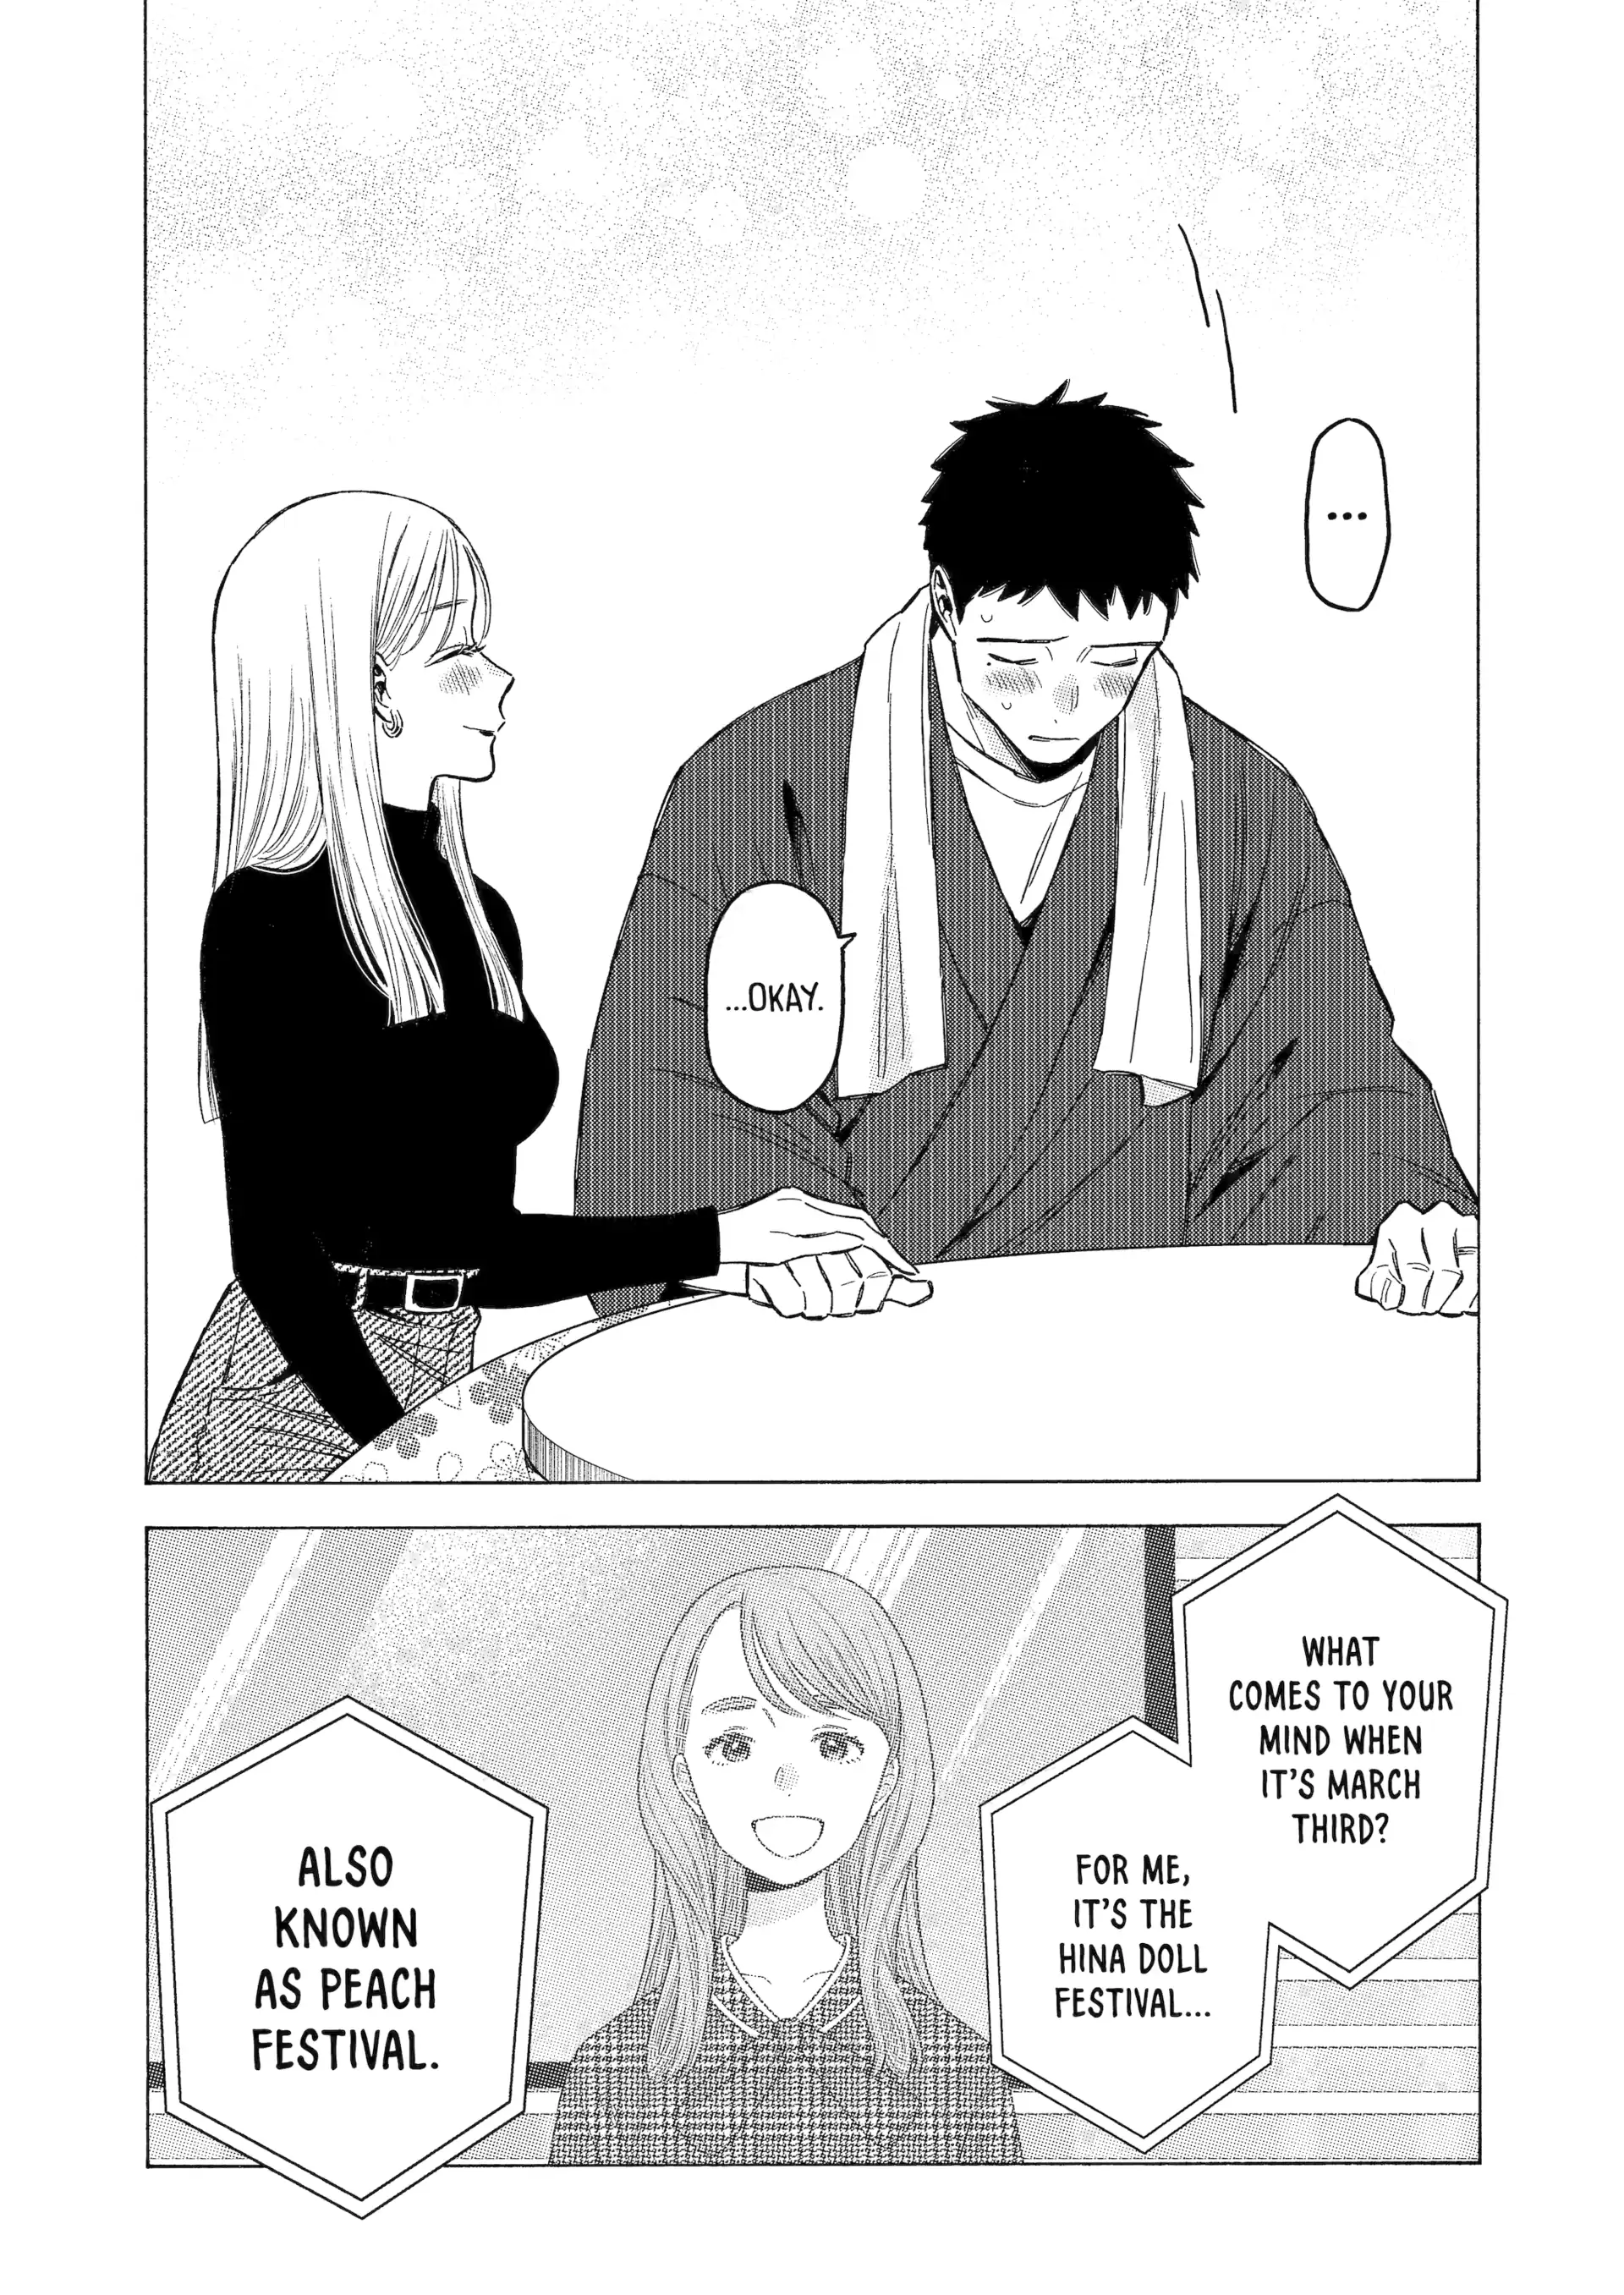 ...
...OKAY.
WHAT
COMES TO YOUR
MIND WHEN
IT'S MARCH
THIRD?
FOR ME,
IT'S THE
HINA DOLL
FESTIVAL...
ALSO
KNOWN
AS PEACH
FESTIVAL.